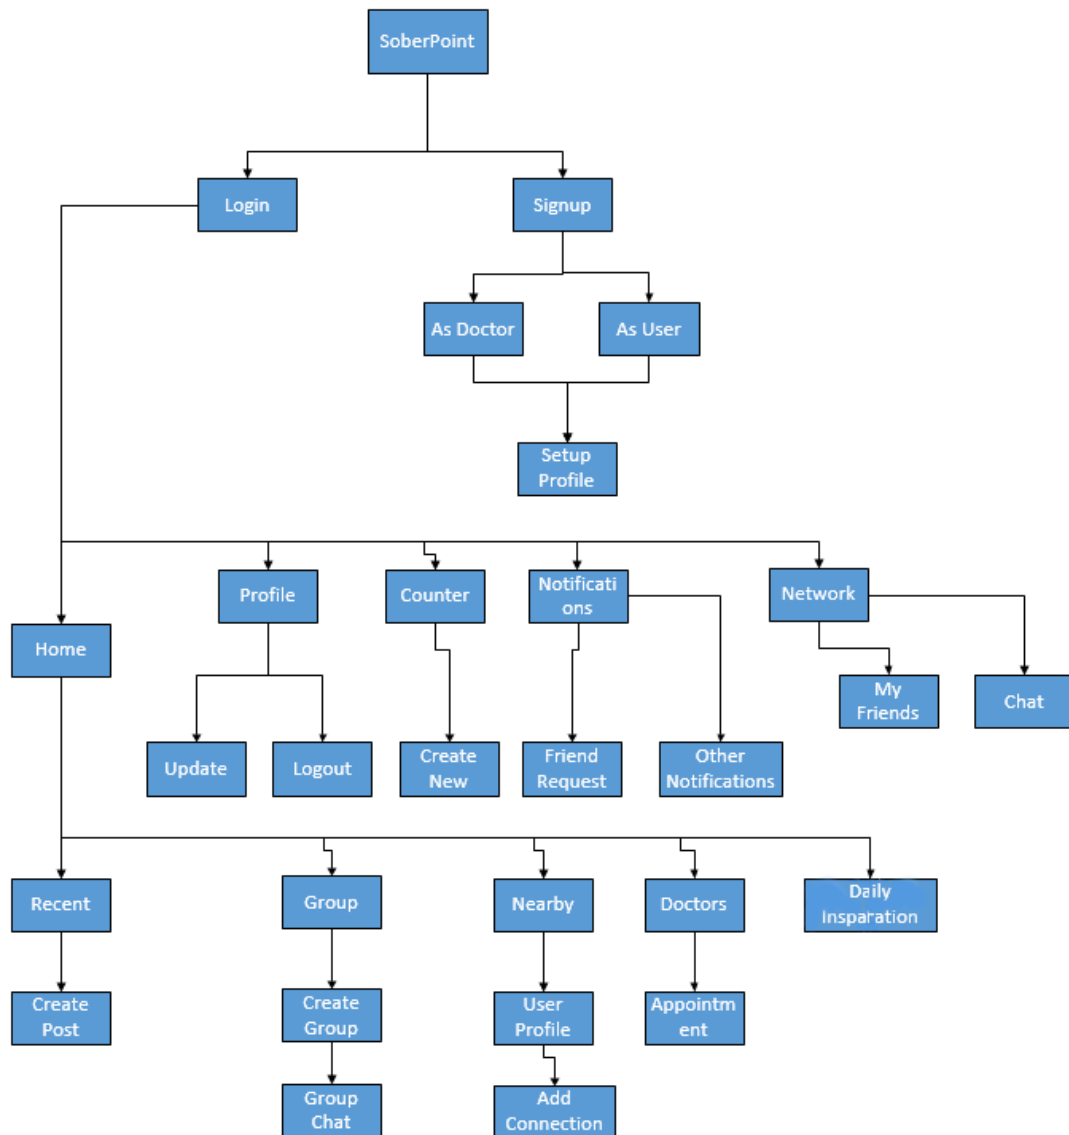 SoberPoint
Login
Signup
As Doctor
As User
Setup
Profile
Profile
Counter
Notificati
ons
Network
Home
My
Friends
Chat
Update
Logout
Create
New
Friend
Request
Other
Notifications
Recent
Group
Nearby
Doctors
Daily
Insparation
Create
Post
Create
Group
User
Profile
Appointm
ent
Group
Chat
Add
Connection